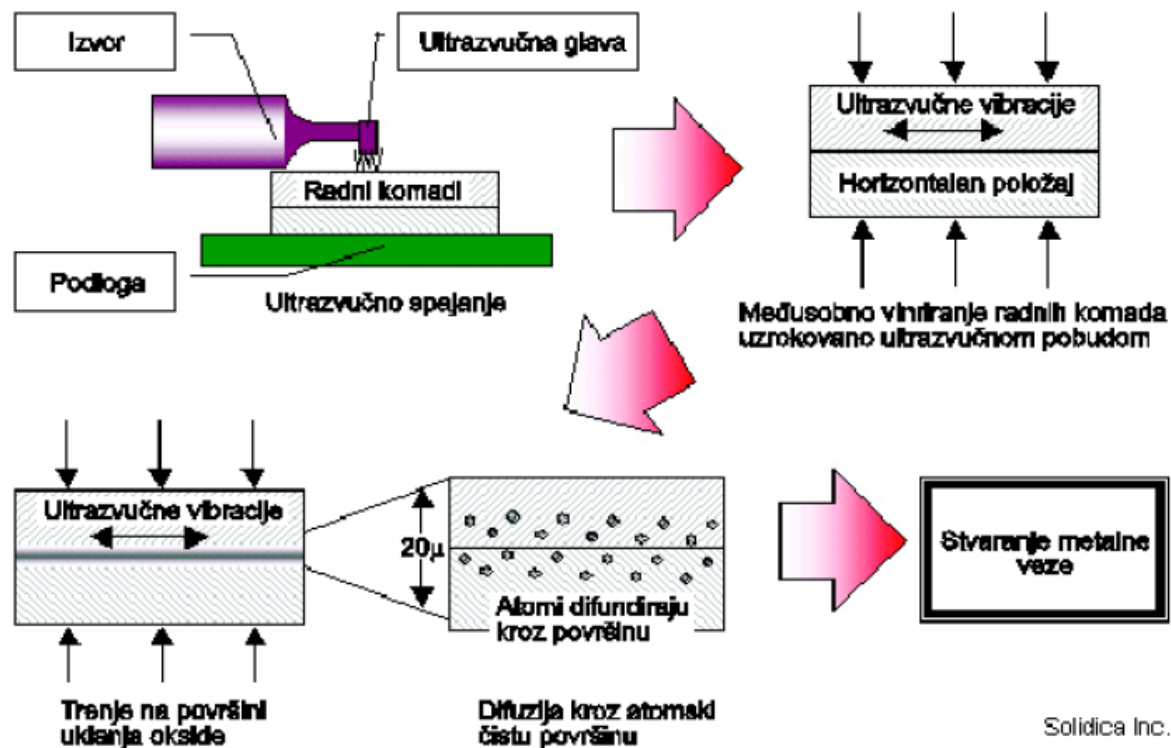 Izvor
Ultrazvučna glava
Radni komadi
Podloga
Ultrazvučno spajanje
Ultrazvučne vibracije
Horizontalan položaj
Međusobno vinriranje radnih komada
uzrokovano ultrazvučnom pobudom
Ultrazvučne vibracije
20µ
Atomi difundiraju
kroz površinu
Stvaranje metalne
veze
Trenje na površini
uklanja okside
Difuzija kroz atomski
čistu površinu
Solidica Inc.